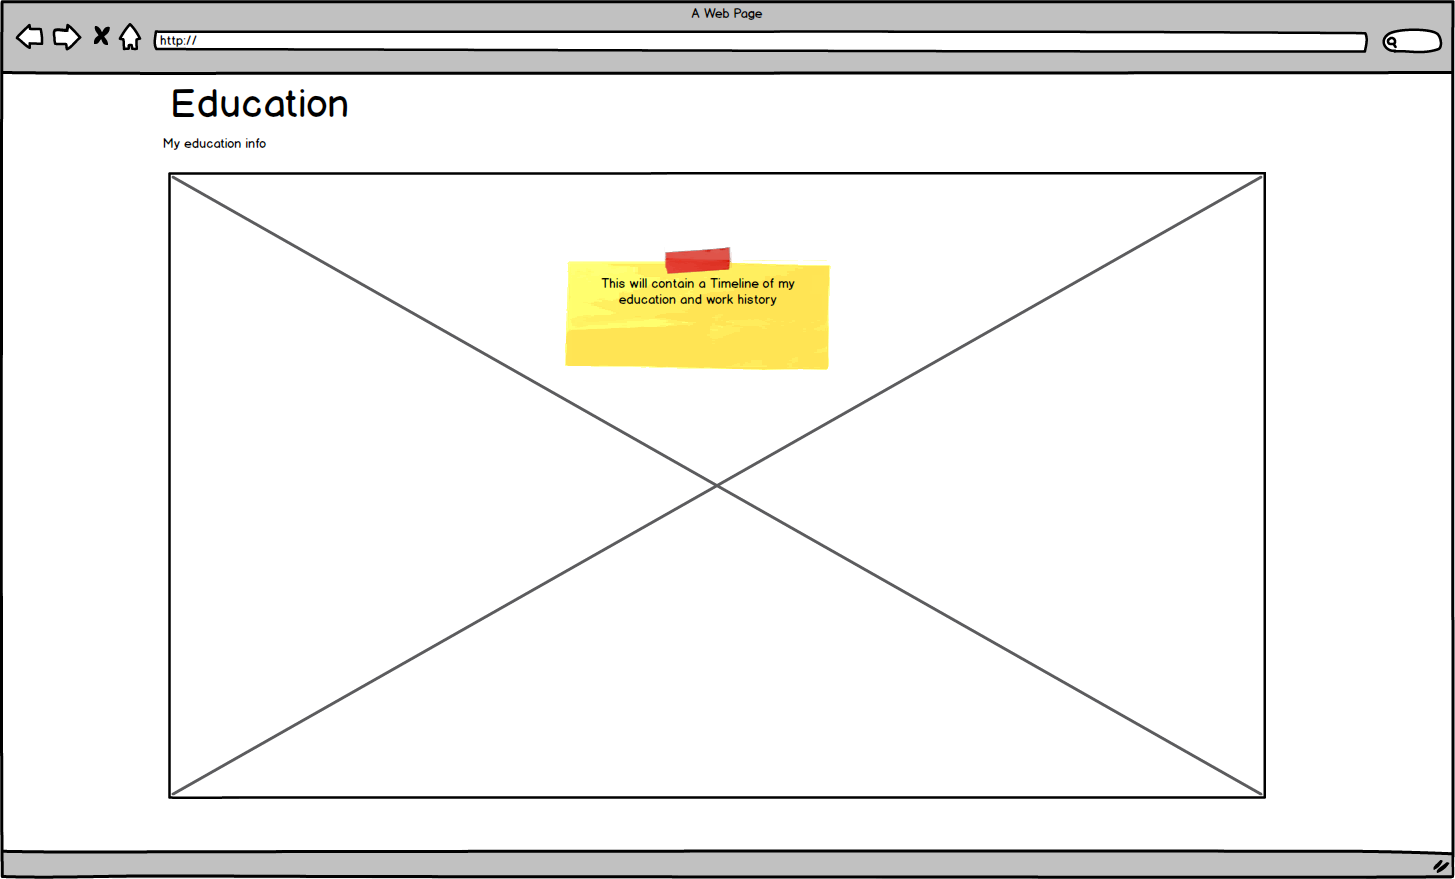 A Web Page
http://
Education
My education info
This will contain a Timeline of my
education and work history